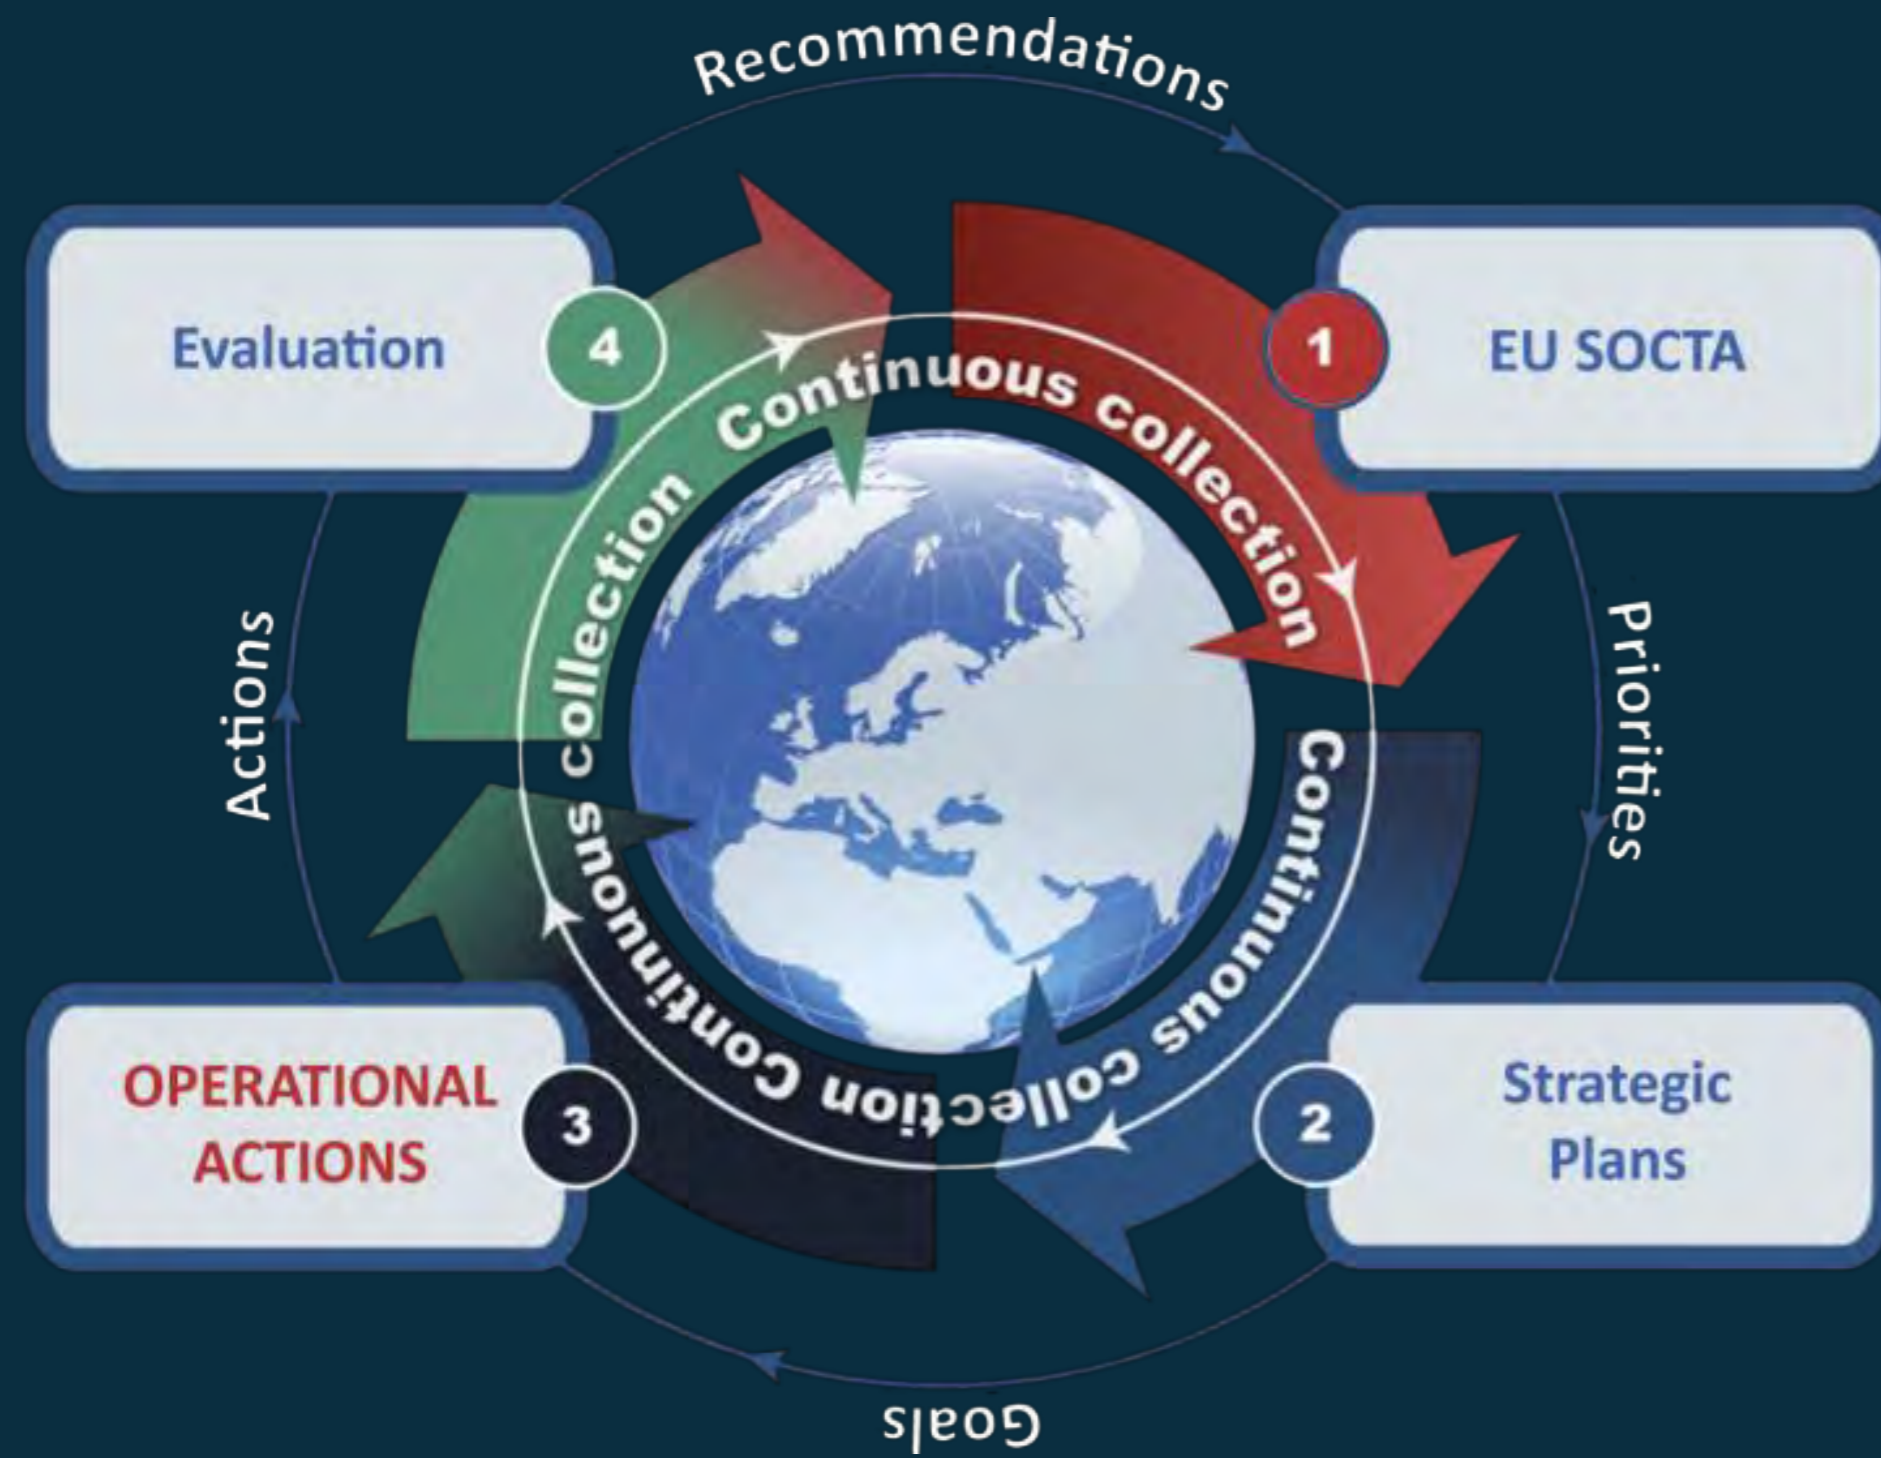 Recommendations
Evaluation
4
1
EU SOCTA
Continuous collection
Continuous collection
Continuous collection
Continuous collection
Actions
Priorities
OPERATIONAL
ACTIONS
3
2
Strategic
Plans
Goals